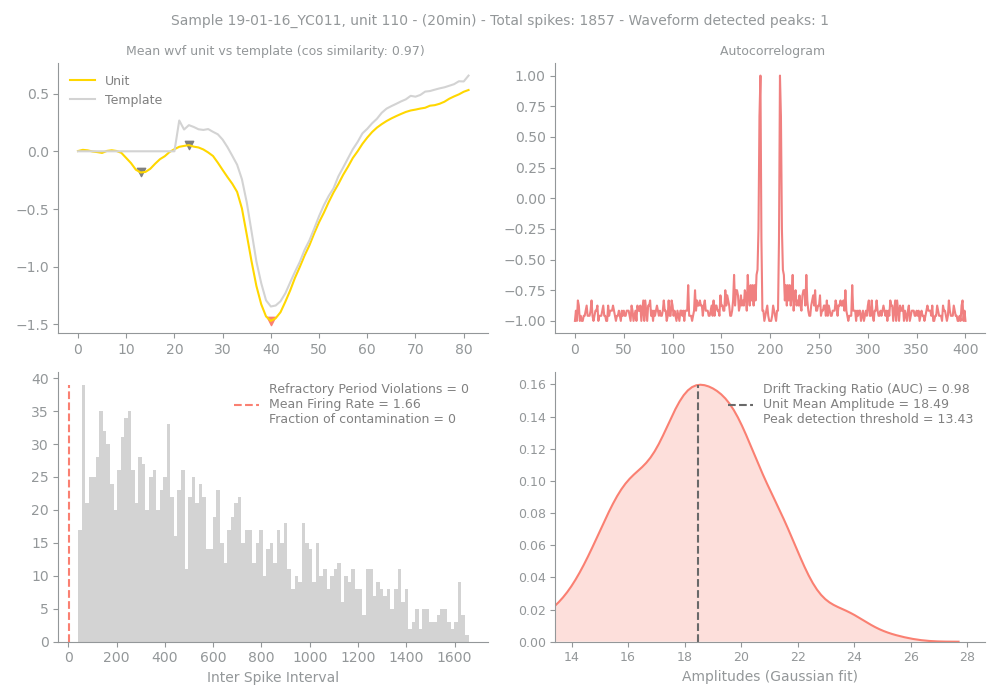 Sample 19-01-16_YC011, unit 110 - (20min) - Total spikes: 1857 - Waveform detected peaks: 1
Mean wvf unit vs template (cos similarity: 0.97)
Unit
Template
0.5
0.0
−0.5
−1.0
−1.5
0 10 20 30 40 50 60 70 80
Autocorrelogram
1.00
0.75
0.50
0.25
0.00
−0.25
−0.50
−0.75
−1.00
0 50 100 150 200 250 300 350 400
Refractory Period Violations = 0
Mean Firing Rate = 1.66
Fraction of contamination = 0
40
35
30
25
20
15
10
5
0
0 200 400 600 800 1000 1200 1400 1600
Inter Spike Interval
Drift Tracking Ratio (AUC) = 0.98
Unit Mean Amplitude = 18.49
Peak detection threshold = 13.43
0.16
0.14
0.12
0.10
0.08
0.06
0.04
0.02
0.00
14 16 18 20 22 24 26 28
Amplitudes (Gaussian fit)